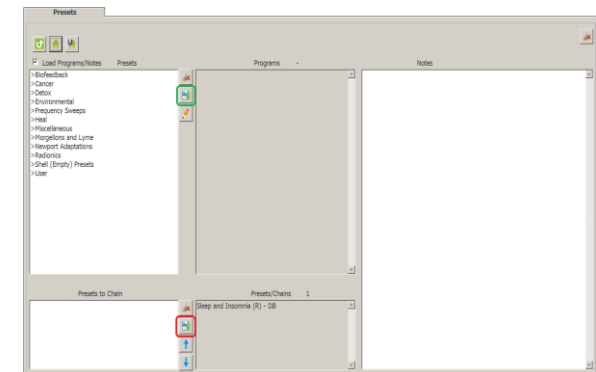 Presets
Load Programs/Notes Presets Programs - Notes
>Biofeedback
>Cancer
>Detox
>Environmental
>Frequency Sweeps
>Heal
>Miscellaneous
>Morgellons and Lyme
>Newport Adaptations
>Radionics
>Shell (Empty) Presets
>User
Presets to Chain Presets/Chains 1
Sleep and Insomnia (R) - DB